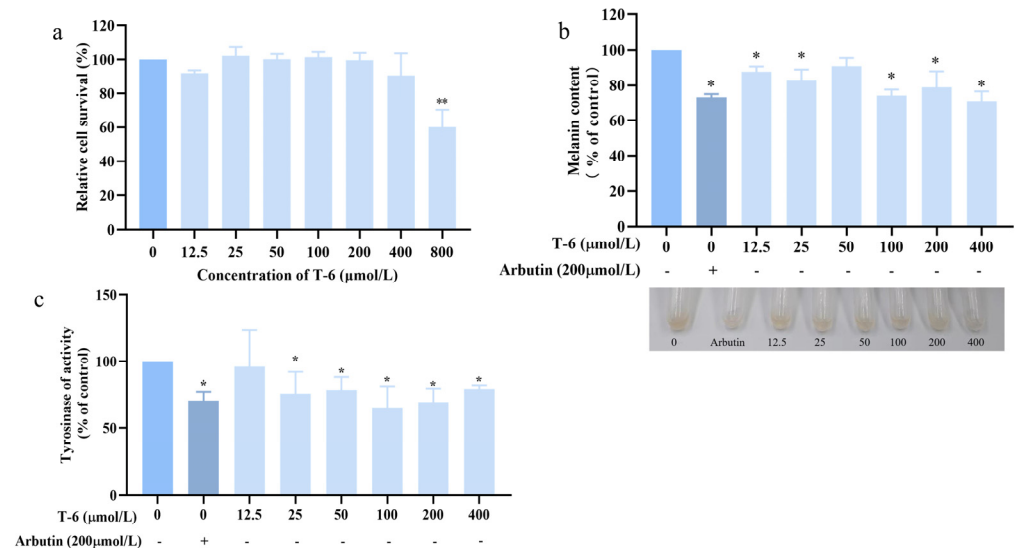 a
Relative cell survival (%)
120
100
80
60
40
20
0
**
0 12.5 25 50 100 200 400 800
Concentration of T-6 (μmol/L)
b
Melanin content
( % of control)
120
100
80
60
40
20
0
* * * * * *
T-6 (μmol/L) 0 0 12.5 25 50 100 200 400
Arbutin (200μmol/L) - + - - - - - -
0 Arbutin 12.5 25 50 100 200 400
c
Tyrosinase of activity
(% of control)
150
100
50
0
* * * * * *
T-6 (μmol/L) 0 0 12.5 25 50 100 200 400
Arbutin (200μmol/L) - + - - - - - -